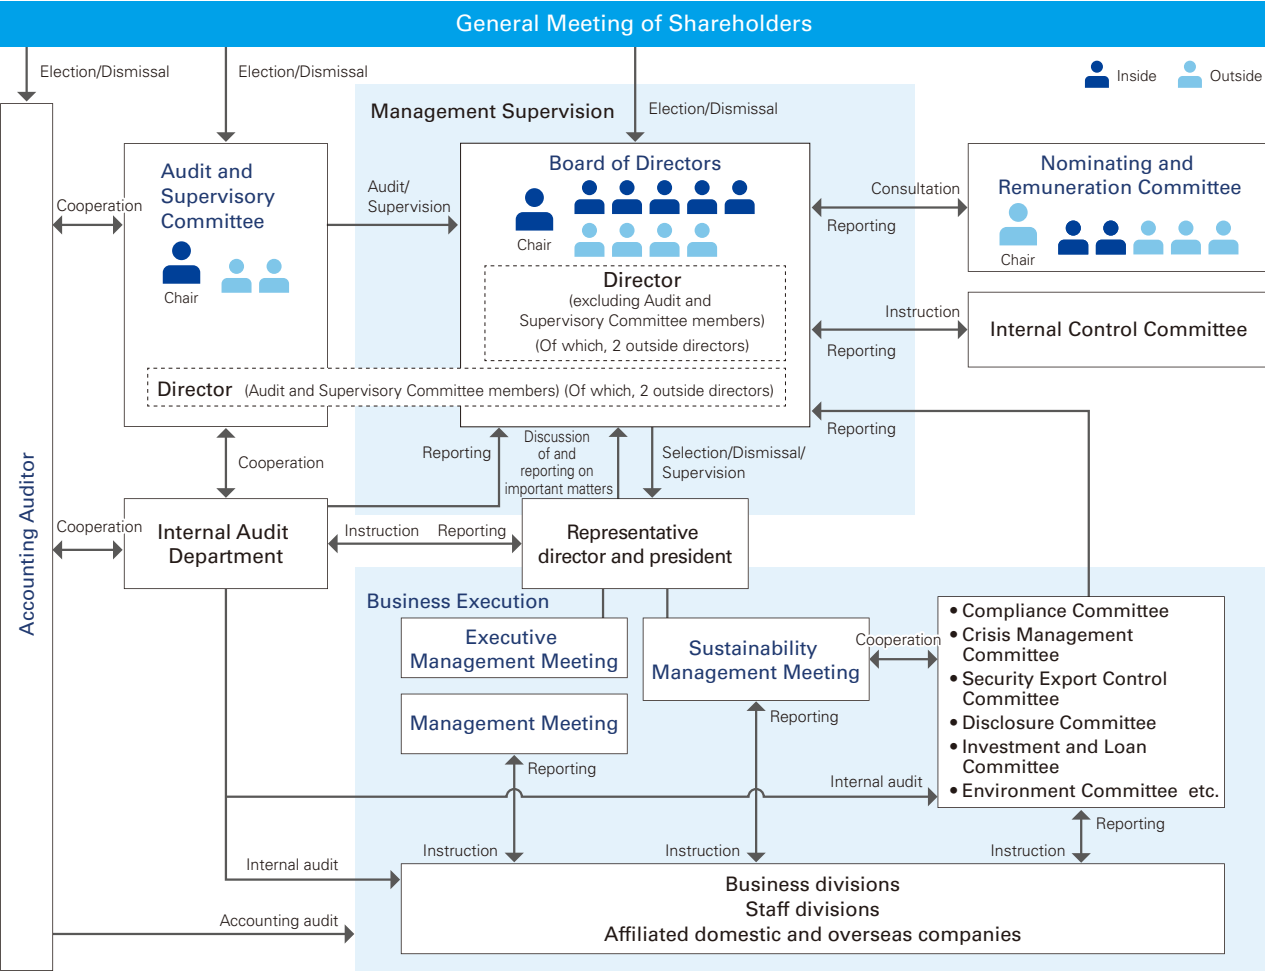 General Meeting of Shareholders
Election/Dismissal
Election/Dismissal
Election/Dismissal
Inside
Outside
Management Supervision
Accounting Auditor
Cooperation
Audit and
Supervisory
Committee
Chair
Audit/
Supervision
Board of Directors
Chair
Director
(excluding Audit and
Supervisory Committee members)
(Of which, 2 outside directors)
Director (Audit and Supervisory Committee members) (Of which, 2 outside directors)
Consultation
Reporting
Nominating and
Remuneration Committee
Chair
Instruction
Reporting
Internal Control Committee
Reporting
Cooperation
Reporting
Discussion
of and
reporting on
important matters
Selection/Dismissal/
Supervision
Cooperation
Internal Audit
Department
Instruction
Reporting
Representative
director and president
Business Execution
Executive
Management Meeting
Management Meeting
Sustainability
Management Meeting
Cooperation
• Compliance Committee
• Crisis Management
Committee
• Security Export Control
Committee
• Disclosure Committee
• Investment and Loan
Committee
• Environment Committee etc.
Reporting
Reporting
Internal audit
Reporting
Instruction
Instruction
Instruction
Internal audit
Accounting audit
Business divisions
Staff divisions
Affiliated domestic and overseas companies